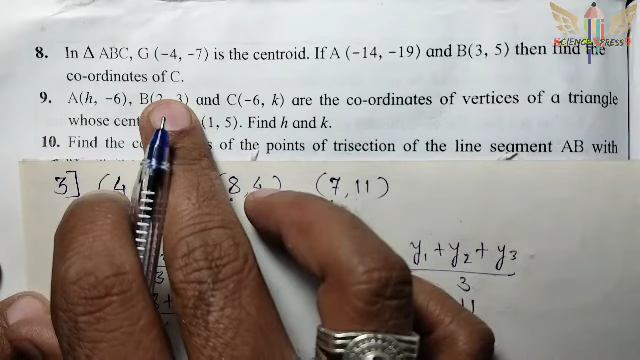 SCIENCE EXPRESS
8. In Δ ABC, G (−4, −7) is the centroid. If A (−14, −19) and B(3, 5) then find the
co-ordinates of C.
9. A(h, −6), B( 3) and C(−6, k) are the co-ordinates of vertices of a triangle
whose (1, 5). Find h and k.
10. Find the of the points of trisection of the line segment AB with
3] (4 (8, 4) (7, 11)
y₁ + y₂ + y₃
3